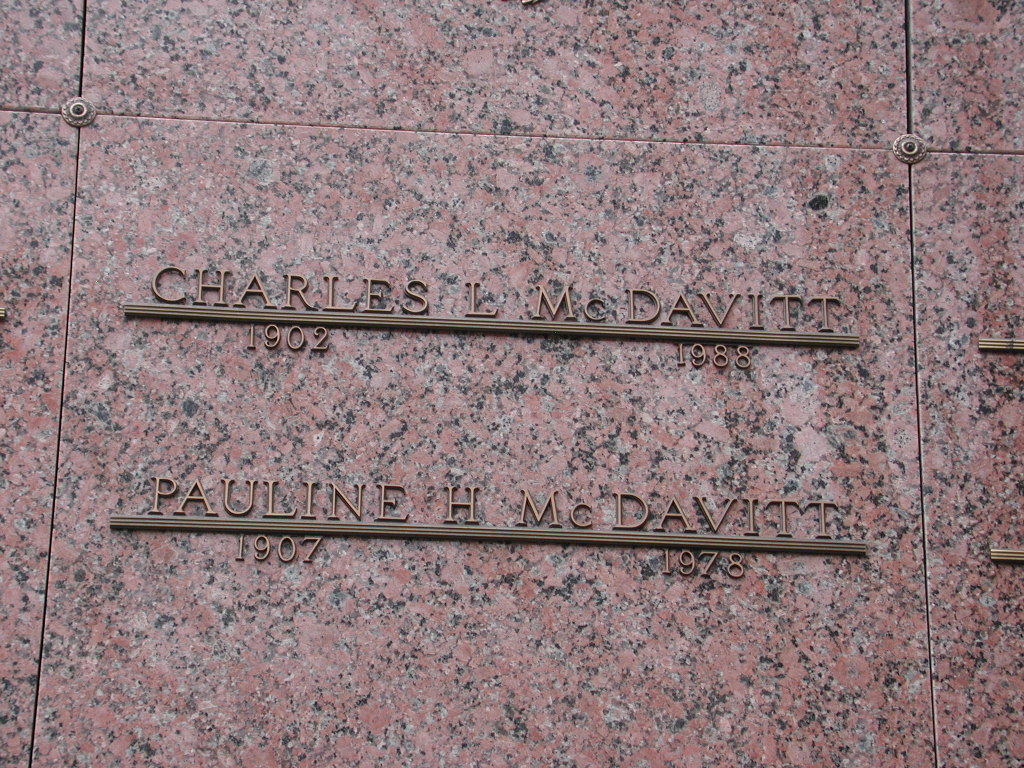 CHARLES L McDAVITT
1902 1988
PAULINE H McDAVITT
1907 1978